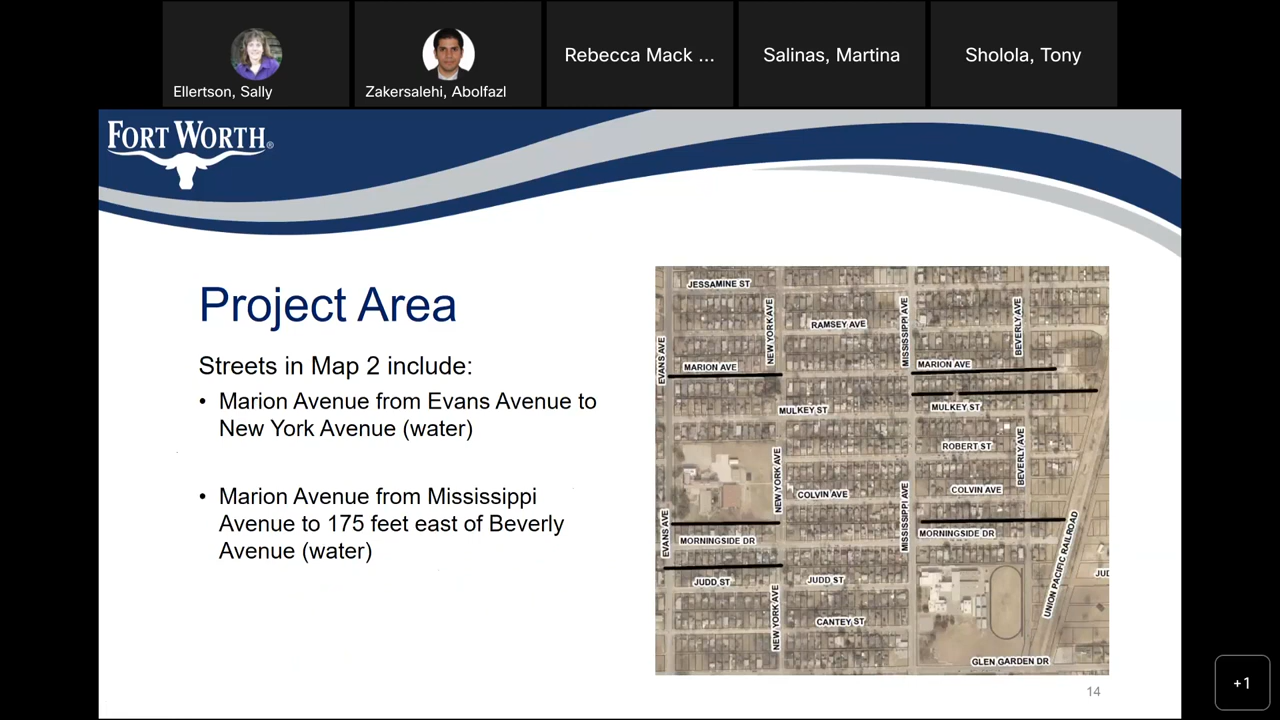 Ellertson, Sally
Zakersalehi, Abolfazl
Rebecca Mack ...
Salinas, Martina
Sholola, Tony
FORT WORTH®
Project Area
Streets in Map 2 include:
• Marion Avenue from Evans Avenue to
New York Avenue (water)
• Marion Avenue from Mississippi
Avenue to 175 feet east of Beverly
Avenue (water)
JESSAMINE ST
RAMSEY AVE
NEW YORK AVE
MISSISSIPPI AVE
BEVERLY AVE
EVANS AVE
MARION AVE
MARION AVE
MULKEY ST
MULKEY ST
ROBERT ST
BEVERLY AVE
NEW YORK AVE
COLVIN AVE
COLVIN AVE
MISSISSIPPI AVE
EVANS AVE
MORNINGSIDE DR
MORNINGSIDE DR
UNION PACIFIC RAILROAD
JUDD ST
JUDD ST
JUD
NEW YORK AVE
CANTEY ST
GLEN GARDEN DR
14
+1